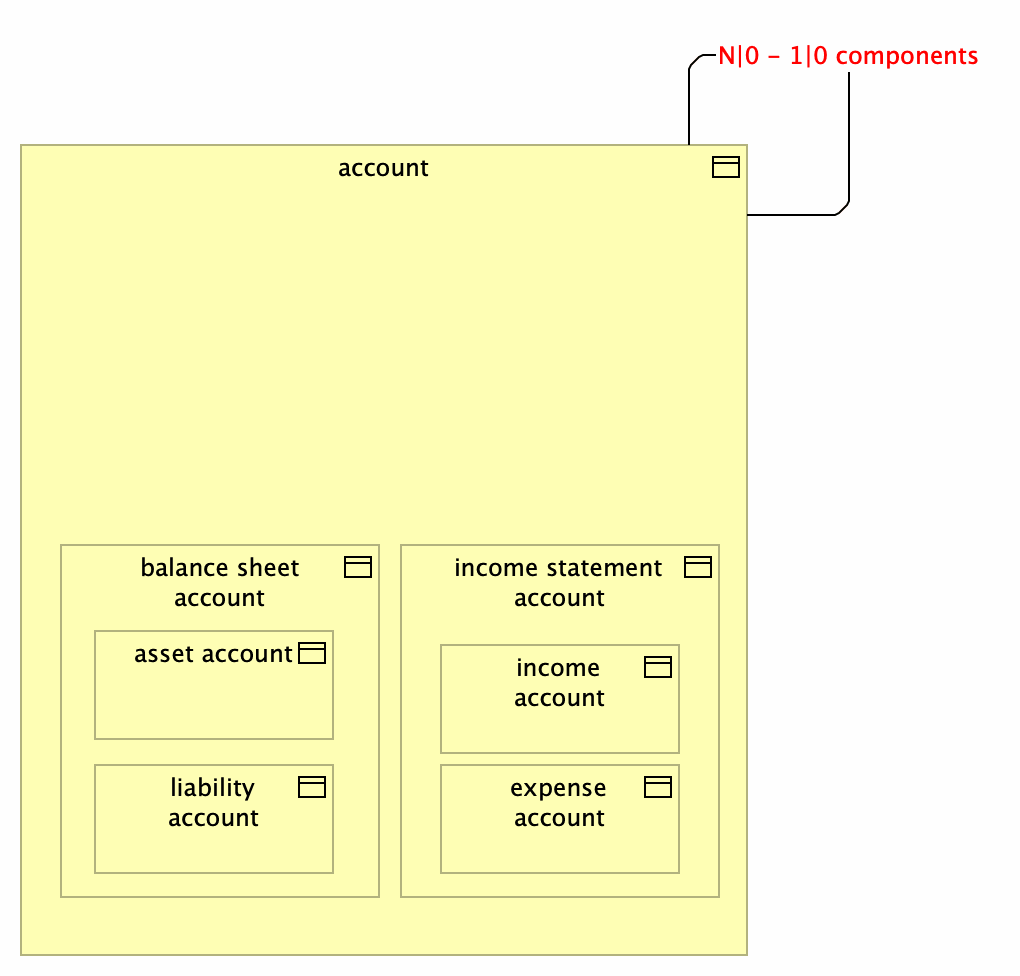 N|0 – 1|0 components
account
balance sheet
account
asset account
liability
account
income statement
account
income
account
expense
account